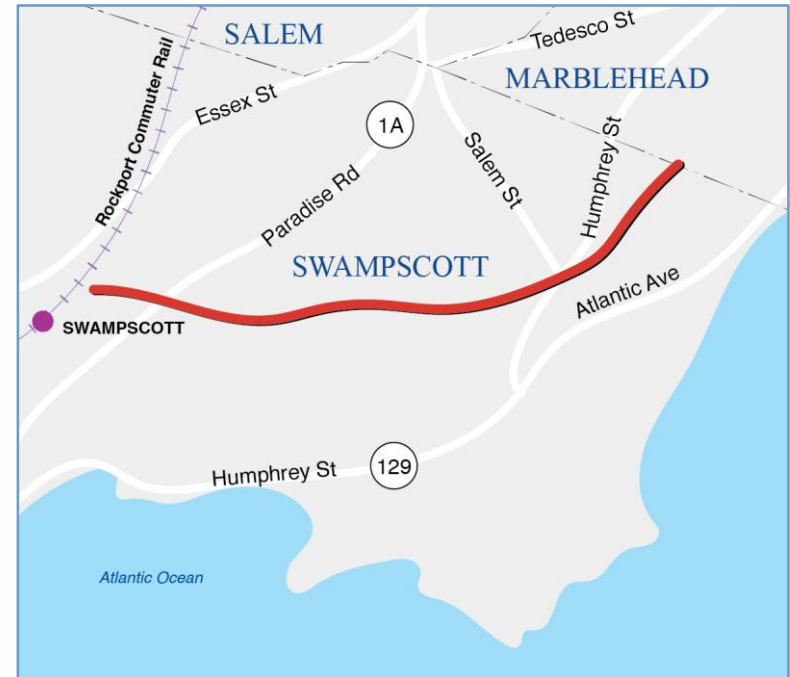 SALEM
Tedesco St
MARBLEHEAD
Rockport Commuter Rail
Essex St
1A
Salem St
Humphrey St
Paradise Rd
SWAMPSCOTT
Atlantic Ave
SWAMPSCOTT
Humphrey St
129
Atlantic Ocean